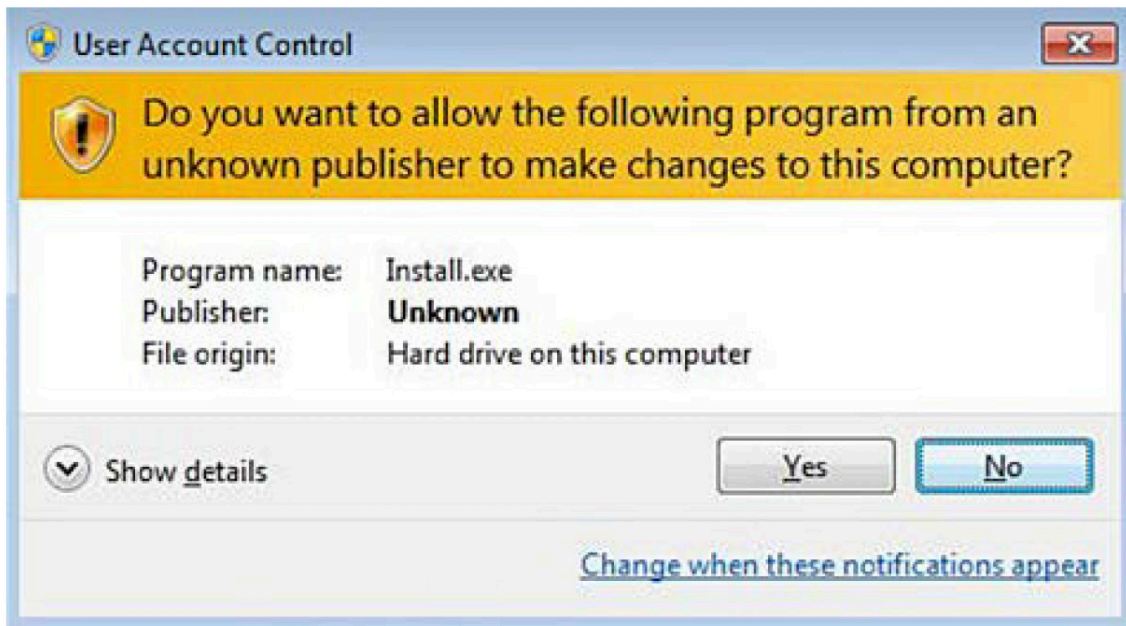 User Account Control
Do you want to allow the following program from an
unknown publisher to make changes to this computer?
Program name: Install.exe
Publisher: Unknown
File origin: Hard drive on this computer
Show details
Yes
No
Change when these notifications appear